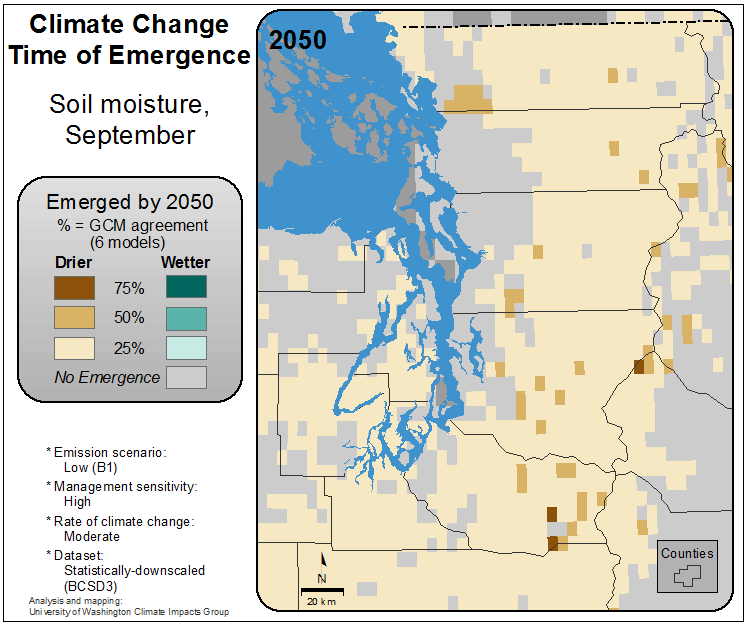 Climate Change
Time of Emergence
Soil moisture,
September
Emerged by 2050
% = GCM agreement
(6 models)
Drier Wetter
75%
50%
25%
No Emergence
* Emission scenario:
Low (B1)
* Management sensitivity:
High
* Rate of climate change:
Moderate
* Dataset:
Statistically-downscaled
(BCSD3)
Analysis and mapping:
University of Washington Climate Impacts Group
2050
N
20 km
Counties